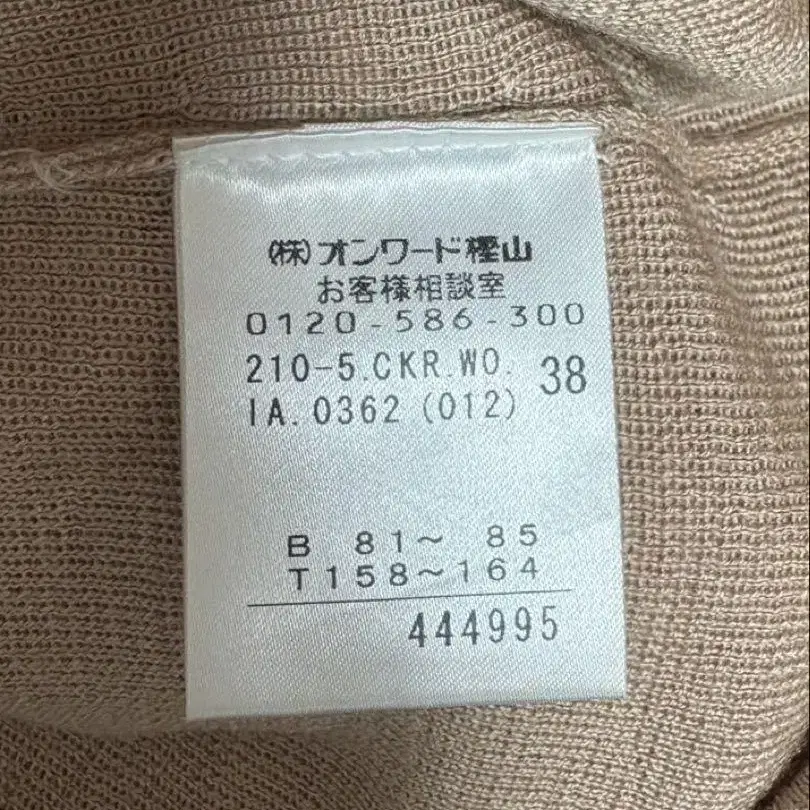 (株)オンワード樫山
お客様相談室
0120-586-300
210-5.CKR.WO. 38
IA.0362(012)
B 81～ 85
T158～164
444995